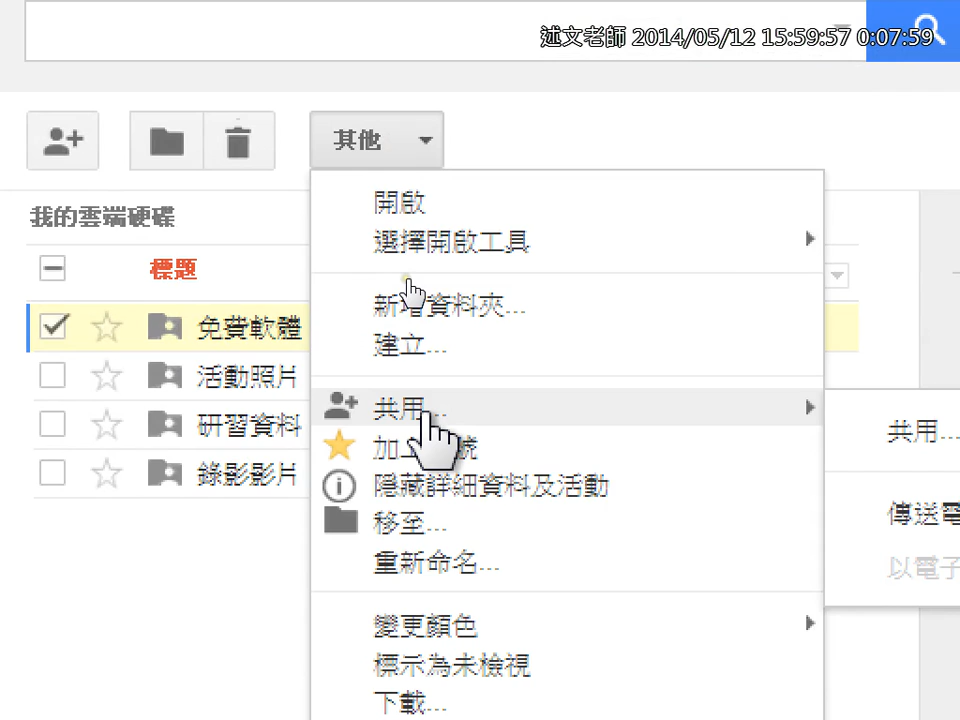 述文老師 2014/05/12 15:59:57 0:07:59
其他
我的雲端硬碟
標題
免費軟體
活動照片
研習資料
錄影影片
開啟
選擇開啟工具
新增資料夾...
建立...
共用...
隱藏詳細資料及活動
移至...
重新命名...
變更顏色
標示為未檢視
下載...
共用...
傳送電
以電子